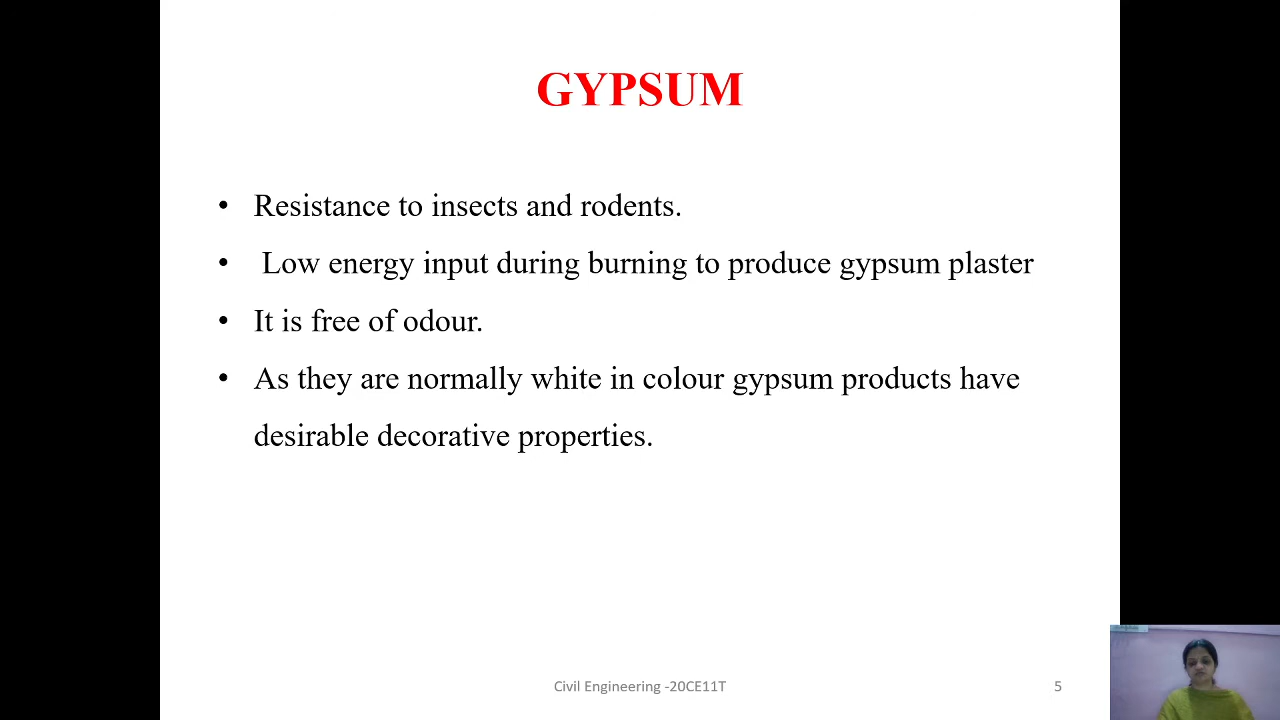 GYPSUM
• Resistance to insects and rodents.
• Low energy input during burning to produce gypsum plaster
• It is free of odour.
• As they are normally white in colour gypsum products have
desirable decorative properties.
Civil Engineering -20CE11T
5